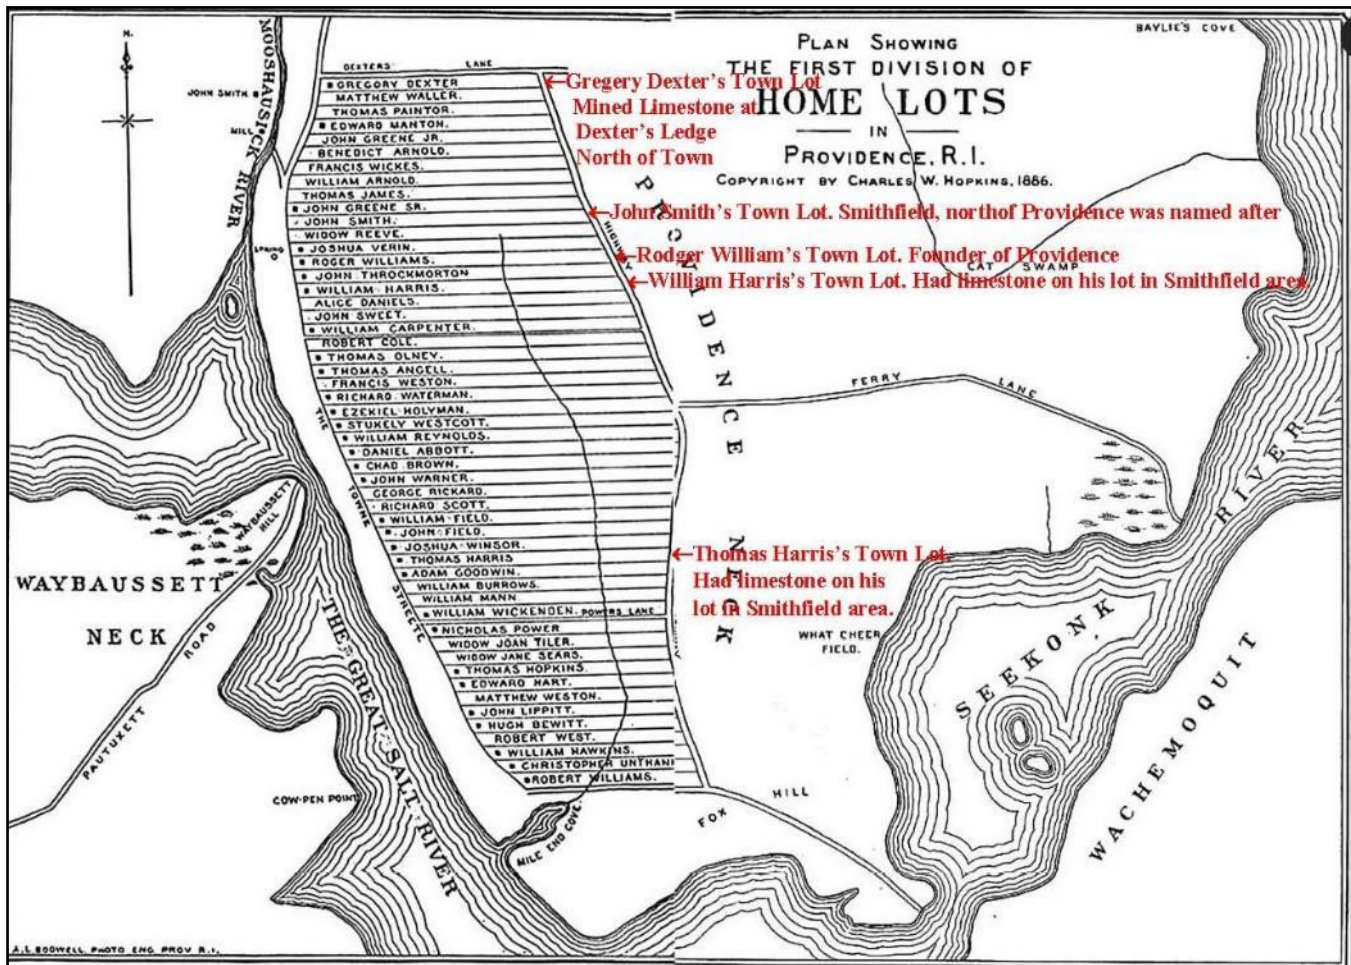 PLAN SHOWING
THE FIRST DIVISION OF
HOME LOTS
IN
PROVIDENCE, R.I.
COPYRIGHT BY CHARLES W. HOPKINS, 1886.
BAYLIE'S COVE
N.
MOOSHAUSICK RIVER
JOHN SMITH.
MILL
SPRING
DEXTERS' LANE
GREGORY DEXTER
MATTHEW WALLER.
THOMAS PAINTOR.
EDWARD MANTON.
JOHN GREENE JR.
BENEDICT ARNOLD.
FRANCIS WICKES.
WILLIAM ARNOLD.
THOMAS JAMES.
JOHN GREENE SR.
JOHN SMITH.
WIDOW REEVE.
JOSHUA VERIN.
ROGER WILLIAMS.
JOHN THROCKMORTON
WILLIAM HARRIS.
ALICE DANIELS.
JOHN SWEET.
WILLIAM CARPENTER.
ROBERT COLE.
THOMAS OLNEY.
THOMAS ANGELL.
FRANCIS WESTON.
RICHARD WATERMAN.
EZEKIEL HOLYMAN.
STUKELY WESTCOTT.
WILLIAM REYNOLDS.
DANIEL ABBOTT.
CHAD BROWN.
JOHN WARNER.
GEORGE RICKARD.
RICHARD SCOTT.
WILLIAM FIELD.
JOHN FIELD.
JOSHUA WINSOR.
THOMAS HARRIS
ADAM GOODWIN.
WILLIAM BURROWS.
WILLIAM MANN.
WILLIAM WICKENDEN. POWERS LANE
NICHOLAS POWER
WIDOW JOAN TILER.
WIDOW JANE SEARS.
THOMAS HOPKINS.
EDWARD HART.
MATTHEW WESTON.
JOHN LIPPITT.
HUGH BEWITT.
ROBERT WEST.
WILLIAM HAWKINS.
CHRISTOPHER UNTHAN
ROBERT WILLIAMS.
←Gregery Dexter's Town Lot
Mined Limestone at
Dexter's Ledge
North of Town
←John Smith's Town Lot. Smithfield, northof Providence was named after
←Rodger William's Town Lot. Founder of Providence
←William Harris's Town Lot. Had limestone on his lot in Smithfield area.
←Thomas Harris's Town Lot.
Had limestone on his
lot in Smithfield area.
HIGHWAY
PROVIDENCE NECK
CAT SWAMP
FERRY LANE
WHAT CHEER
FIELD.
SEEKONK RIVER
WACHEMOQUIT
FOX HILL
MILE END COVE.
THE TOWNE STREETE
THE GREAT SALT RIVER
WAYBAUSSETT
HILL
WAYBAUSSETT
NECK
PAUTUXETT ROAD
COW-PEN POINT
A.L. BODWELL PHOTO ENG. PROV R.I.